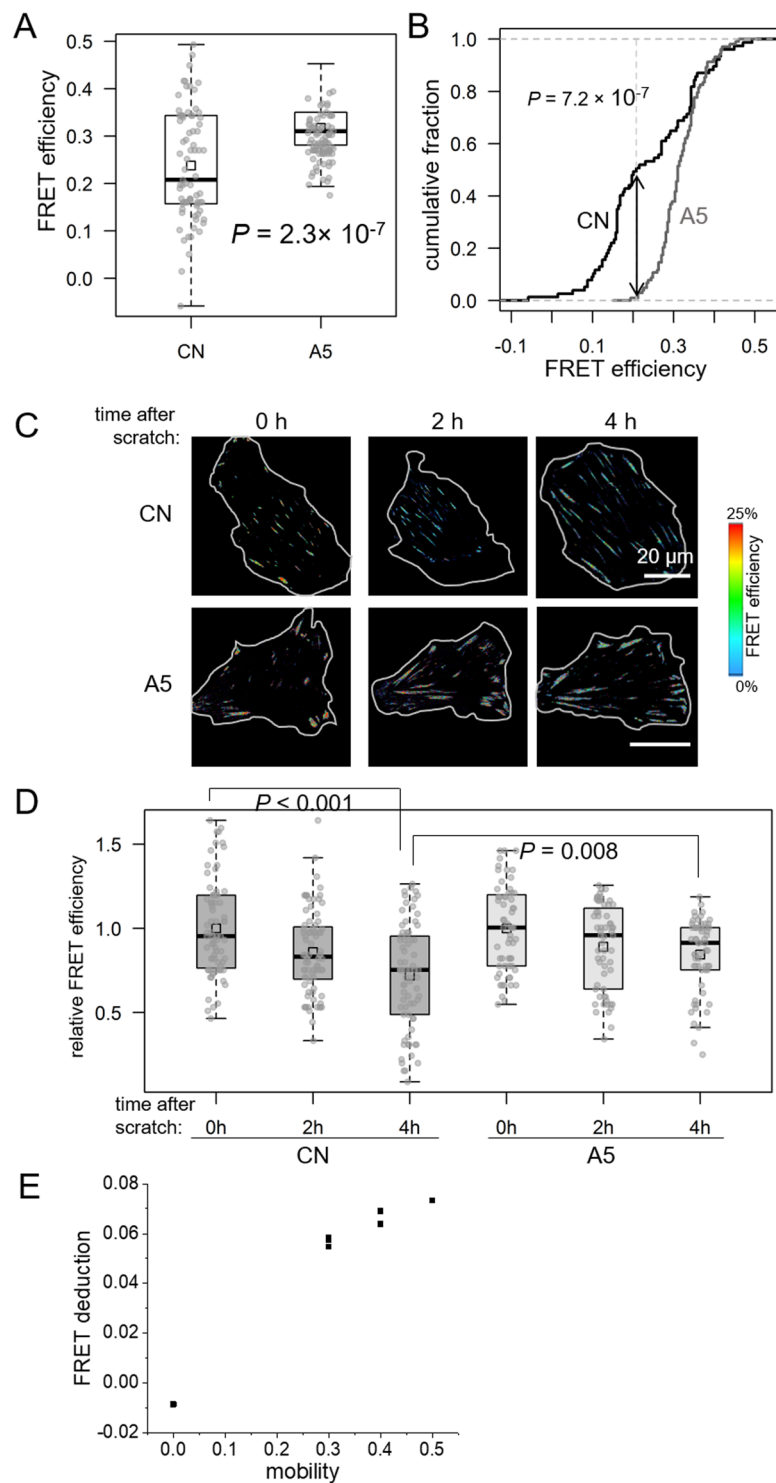 A
FRET efficiency
0.5
0.4
0.3
0.2
0.1
0.0
P = 2.3× 10-7
CN A5
B
cumulative fraction
1.0
0.8
0.6
0.4
0.2
0.0
P = 7.2 × 10-7
CN
A5
-0.1 0.1 0.3 0.5
FRET efficiency
C
time after
scratch:
0 h 2 h 4 h
CN
20 µm
A5
25%
FRET efficiency
0%
D
relative FRET efficiency
1.5
1.0
0.5
P < 0.001
P = 0.008
time after
scratch:
0h 2h 4h 0h 2h 4h
CN A5
E
FRET deduction
0.08
0.06
0.04
0.02
0.00
-0.02
0.0 0.1 0.2 0.3 0.4 0.5
mobility